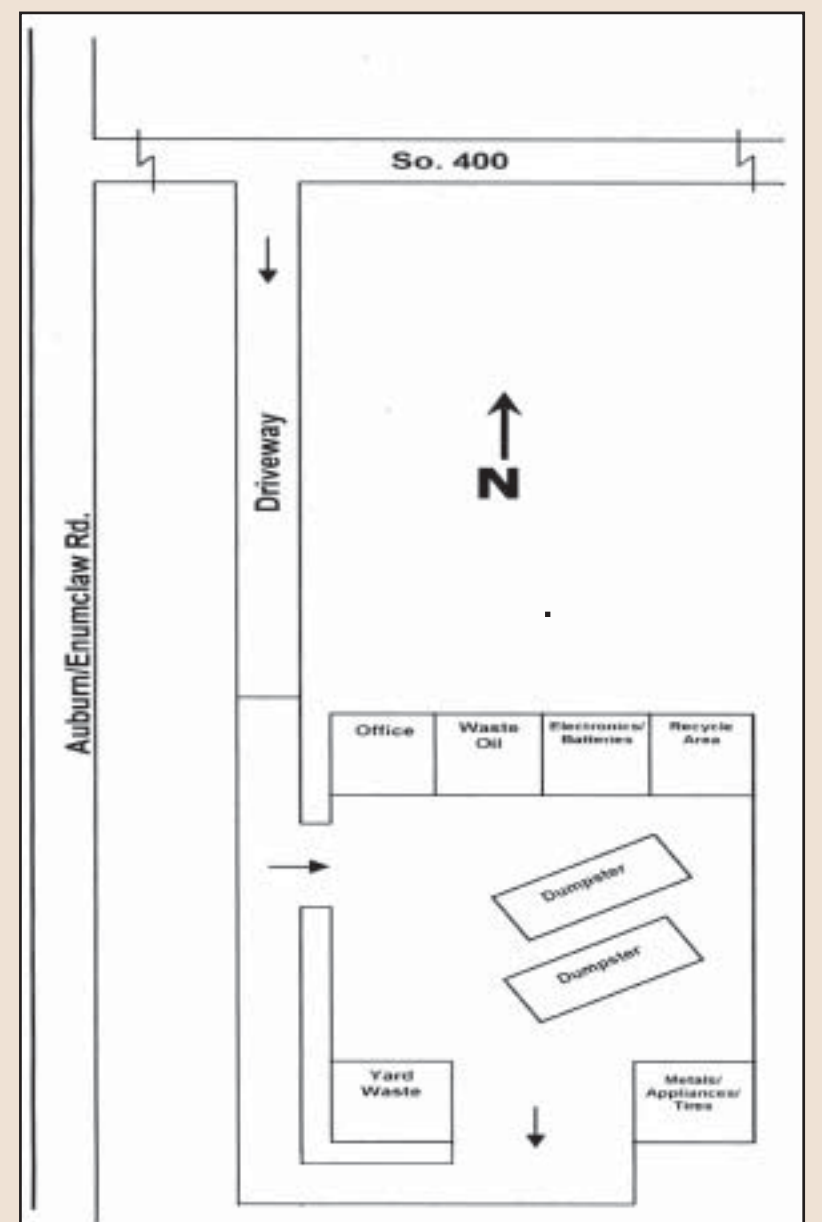 So. 400
Driveway
N
Auburn/Enumclaw Rd.
Office
Waste
Oil
Electronics/
Batteries
Recycle
Area
Dumpster
Dumpster
Yard
Waste
Metals/
Appliances/
Tires